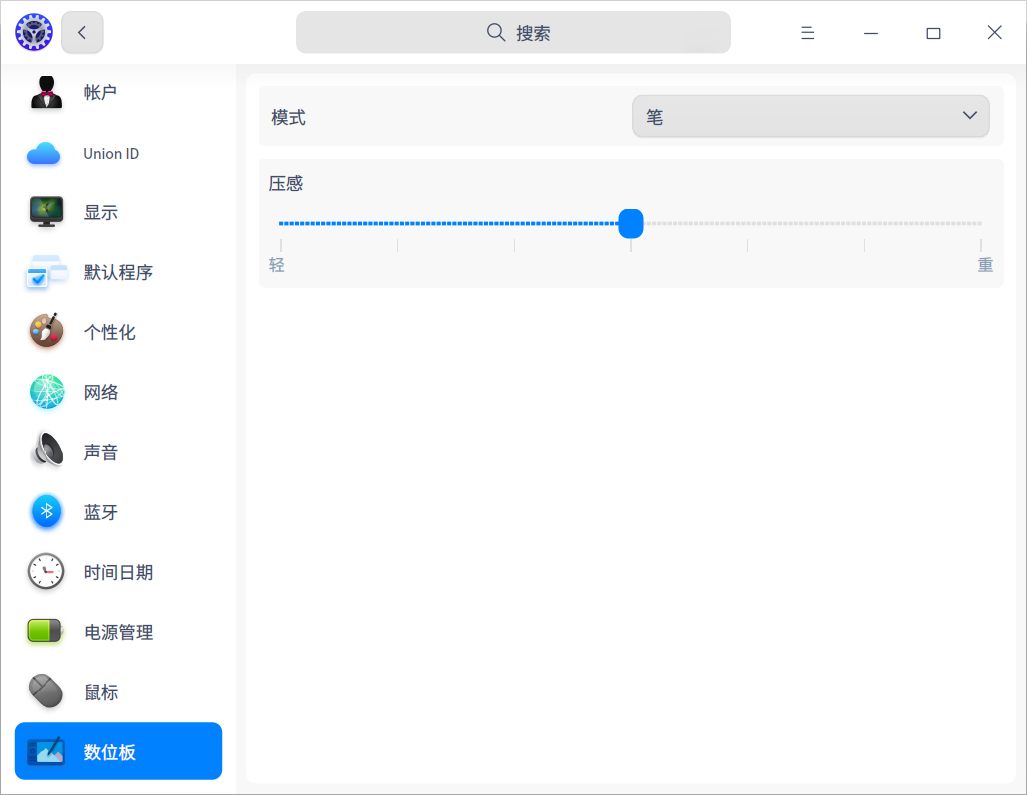 搜索
帐户
Union ID
显示
默认程序
个性化
网络
声音
蓝牙
时间日期
电源管理
鼠标
数位板
模式
笔
压感
轻
重